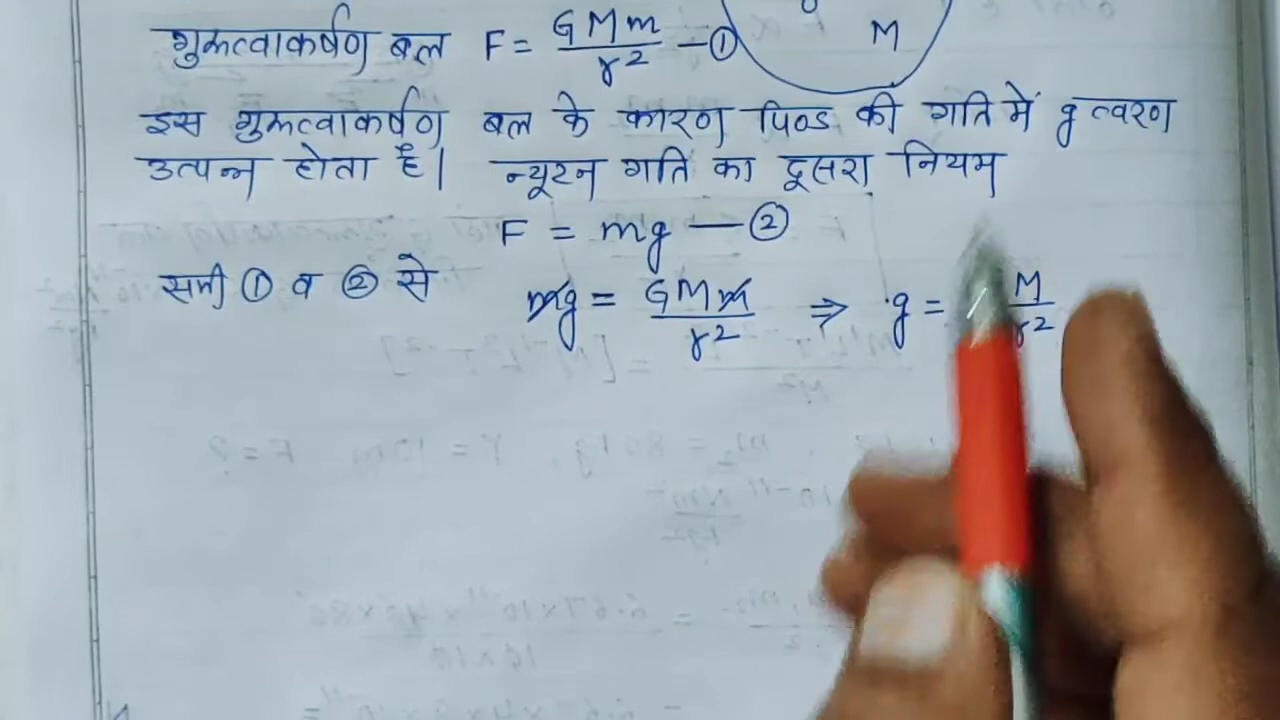 गुरुत्वाकर्षण बल F = GMm/r² — ① M
इस गुरुत्वाकर्षण बल के कारण पिण्ड की गति में g त्वरण
उत्पन्न होता है। न्यूटन गति का दूसरा नियम
F = mg — ②
समी ① व ② से mg = GMm/r² ⇒ g = M/r²